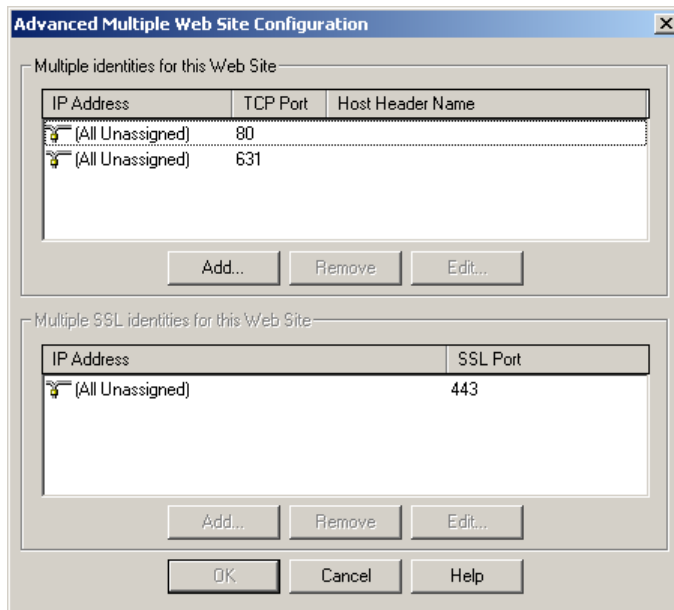 Advanced Multiple Web Site Configuration
Multiple identities for this Web Site
IP Address TCP Port Host Header Name
(All Unassigned) 80
(All Unassigned) 631
Add... Remove Edit...
Multiple SSL identities for this Web Site
IP Address SSL Port
(All Unassigned) 443
Add... Remove Edit...
OK Cancel Help